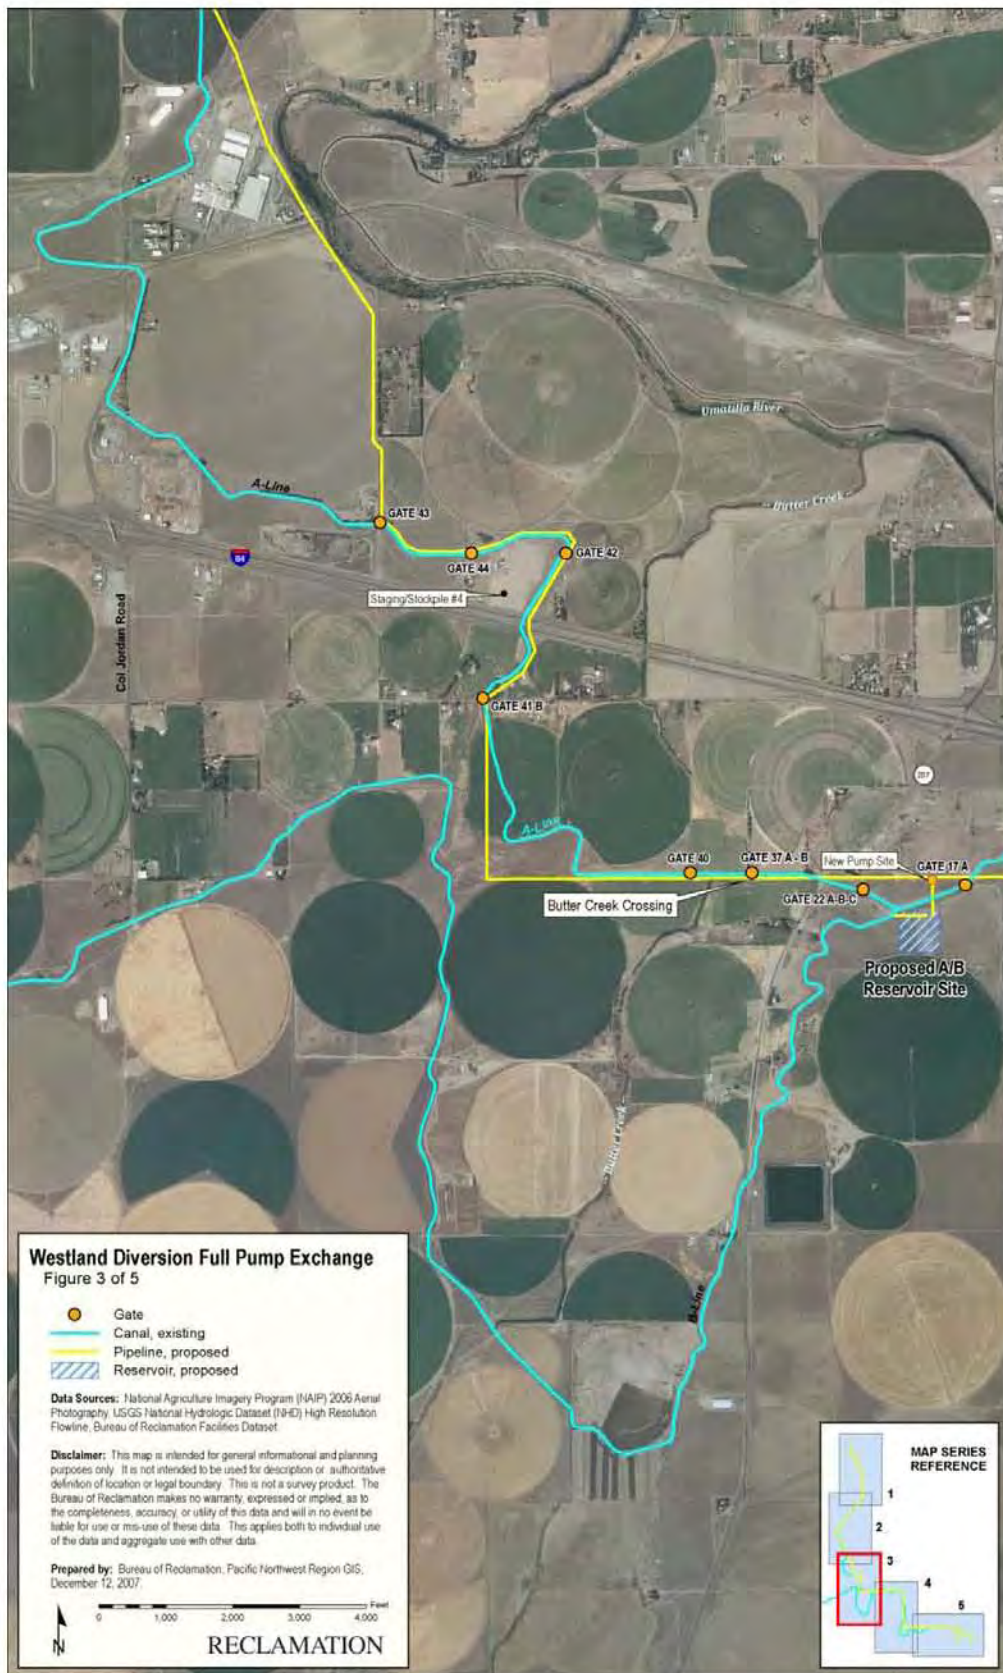 Umatilla River
-- Butter Creek --
A-Line
GATE 43
84
GATE 44
GATE 42
Staging/Stockpile #4
Col Jordan Road
GATE 41 B
207
A-Line
GATE 40
GATE 37 A - B
New Pump Site
GATE 17 A
GATE 22 A-B-C
Butter Creek Crossing
Proposed A/B
Reservoir Site
-- Butter Creek --
B-Line
Westland Diversion Full Pump Exchange
Figure 3 of 5
Gate
Canal, existing
Pipeline, proposed
Reservoir, proposed
Data Sources: National Agriculture Imagery Program (NAIP) 2006 Aerial
Photography, USGS National Hydrologic Dataset (NHD) High Resolution
Flowline, Bureau of Reclamation Facilities Dataset
Disclaimer: This map is intended for general informational and planning
purposes only. It is not intended to be used for description or authoritative
definition of location or legal boundary. This is not a survey product. The
Bureau of Reclamation makes no warranty, expressed or implied, as to
the completeness, accuracy, or utility of this data and will in no event be
liable for use or mis-use of these data. This applies both to individual use
of the data and aggregate use with other data.
Prepared by: Bureau of Reclamation, Pacific Northwest Region GIS,
December 12, 2007.
Feet
0 1,000 2,000 3,000 4,000
N
RECLAMATION
MAP SERIES
REFERENCE
1
2
3
4
5